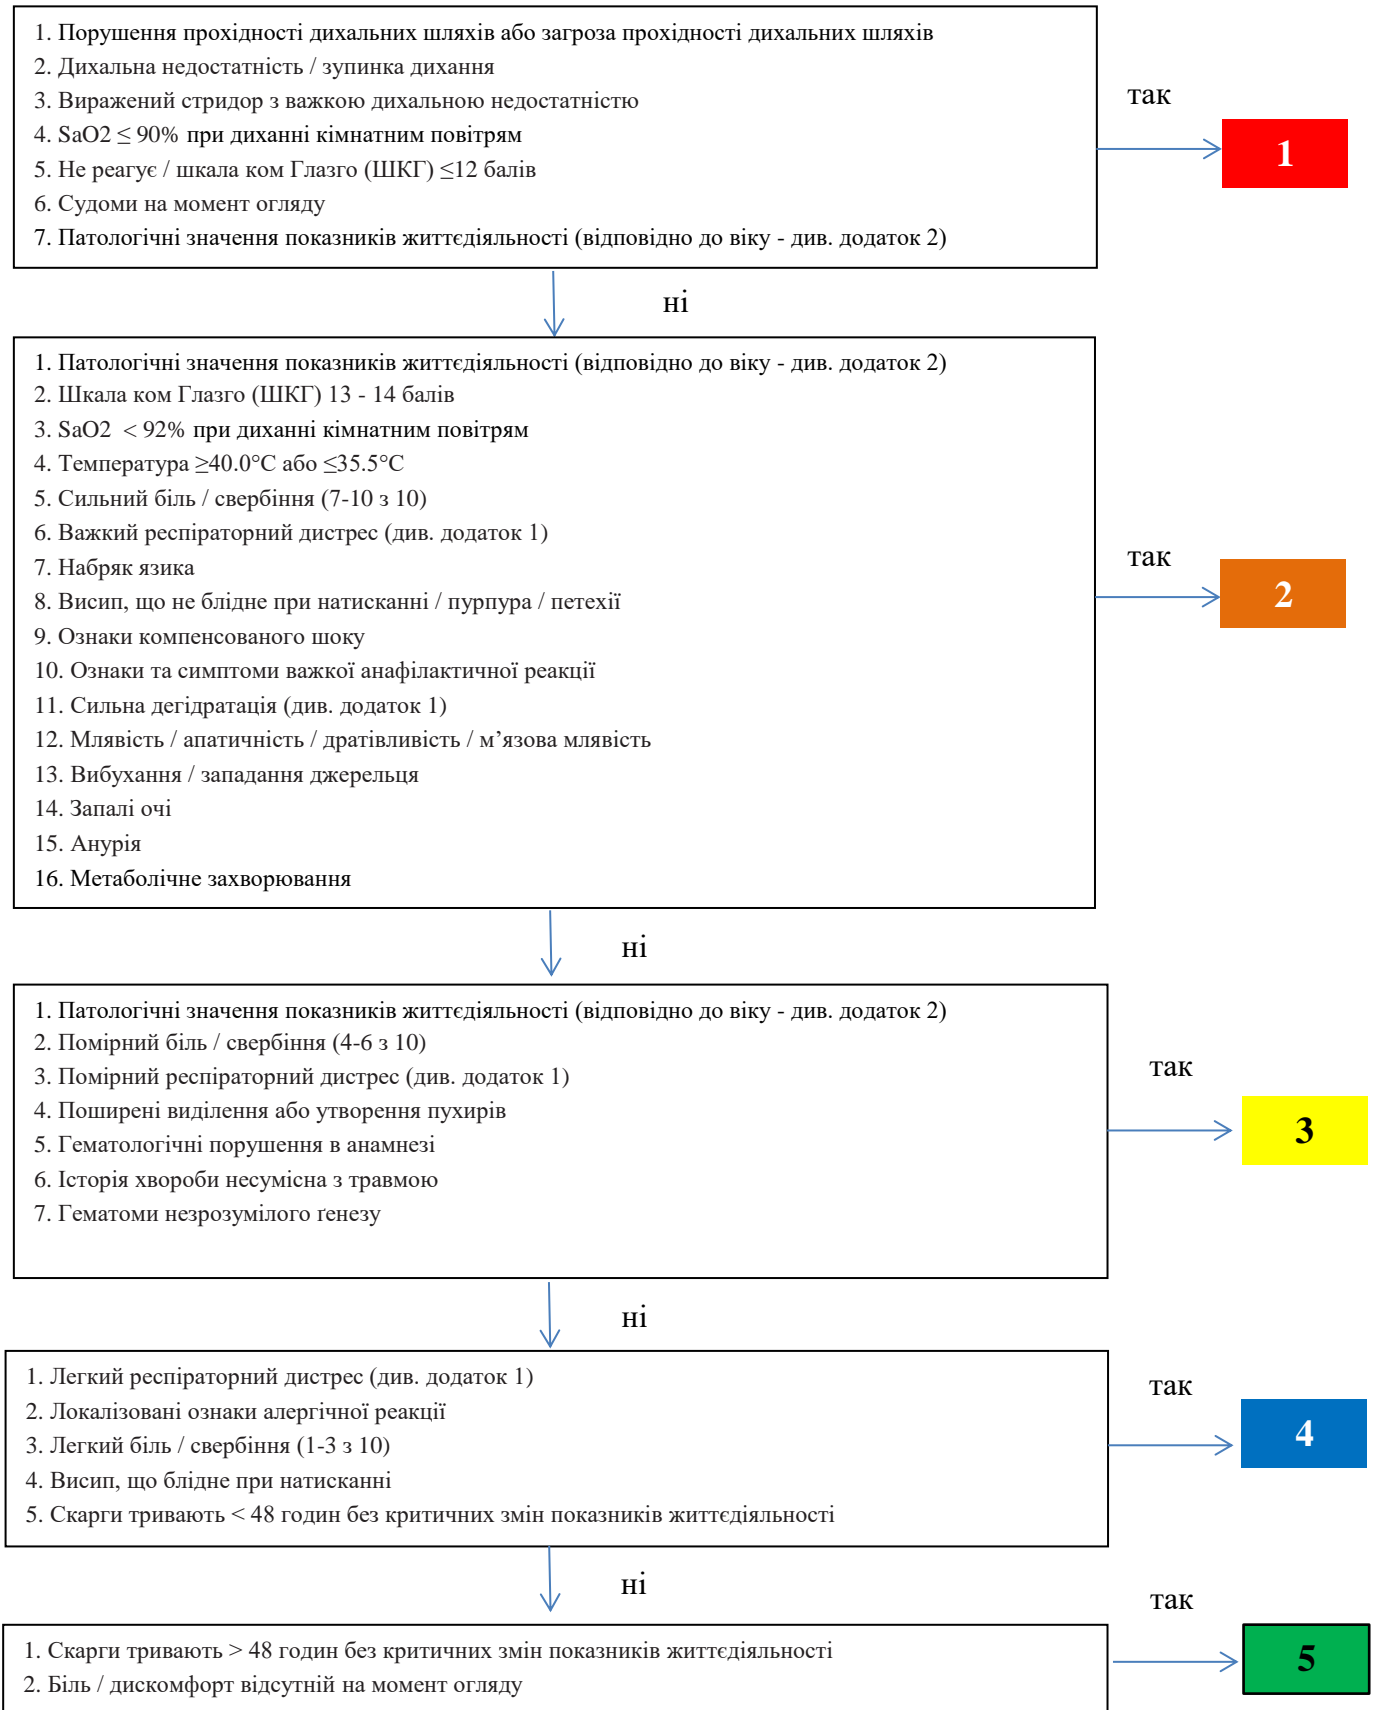 1. Порушення прохідності дихальних шляхів або загроза прохідності дихальних шляхів
2. Дихальна недостатність / зупинка дихання
3. Виражений стридор з важкою дихальною недостатністю
4. SaO2 ≤ 90% при диханні кімнатним повітрям
5. Не реагує / шкала ком Глазго (ШКГ) ≤12 балів
6. Судоми на момент огляду
7. Патологічні значення показників життєдіяльності (відповідно до віку - див. додаток 2)
так
1
ні
1. Патологічні значення показників життєдіяльності (відповідно до віку - див. додаток 2)
2. Шкала ком Глазго (ШКГ) 13 - 14 балів
3. SaO2 < 92% при диханні кімнатним повітрям
4. Температура ≥40.0°C або ≤35.5°C
5. Сильний біль / свербіння (7-10 з 10)
6. Важкий респіраторний дистрес (див. додаток 1)
7. Набряк язика
8. Висип, що не блідне при натисканні / пурпура / петехії
9. Ознаки компенсованого шоку
10. Ознаки та симптоми важкої анафілактичної реакції
11. Сильна дегідратація (див. додаток 1)
12. Млявість / апатичність / дратівливість / м’язова млявість
13. Вибухання / западання джерельця
14. Запалі очі
15. Анурія
16. Метаболічне захворювання
так
2
ні
1. Патологічні значення показників життєдіяльності (відповідно до віку - див. додаток 2)
2. Помірний біль / свербіння (4-6 з 10)
3. Помірний респіраторний дистрес (див. додаток 1)
4. Поширені виділення або утворення пухирів
5. Гематологічні порушення в анамнезі
6. Історія хвороби несумісна з травмою
7. Гематоми незрозумілого ґенезу
так
3
ні
1. Легкий респіраторний дистрес (див. додаток 1)
2. Локалізовані ознаки алергічної реакції
3. Легкий біль / свербіння (1-3 з 10)
4. Висип, що блідне при натисканні
5. Скарги тривають < 48 годин без критичних змін показників життєдіяльності
так
4
ні
1. Скарги тривають > 48 годин без критичних змін показників життєдіяльності
2. Біль / дискомфорт відсутній на момент огляду
так
5